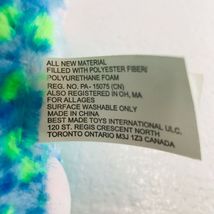 ALL NEW MATERIAL
FILLED WITH POLYESTER FIBER/
POLYURETHANE FOAM
REG. NO. PA- 15075 (CN)
ALSO REGISTERED IN OH, MA
FOR ALLAGES
SURFACE WASHABLE ONLY
MADE IN CHINA
BEST MADE TOYS INTERNATIONAL, ULC,
120 ST. REGIS CRESCENT NORTH
TORONTO ONTARIO M3J 1Z3 CANADA